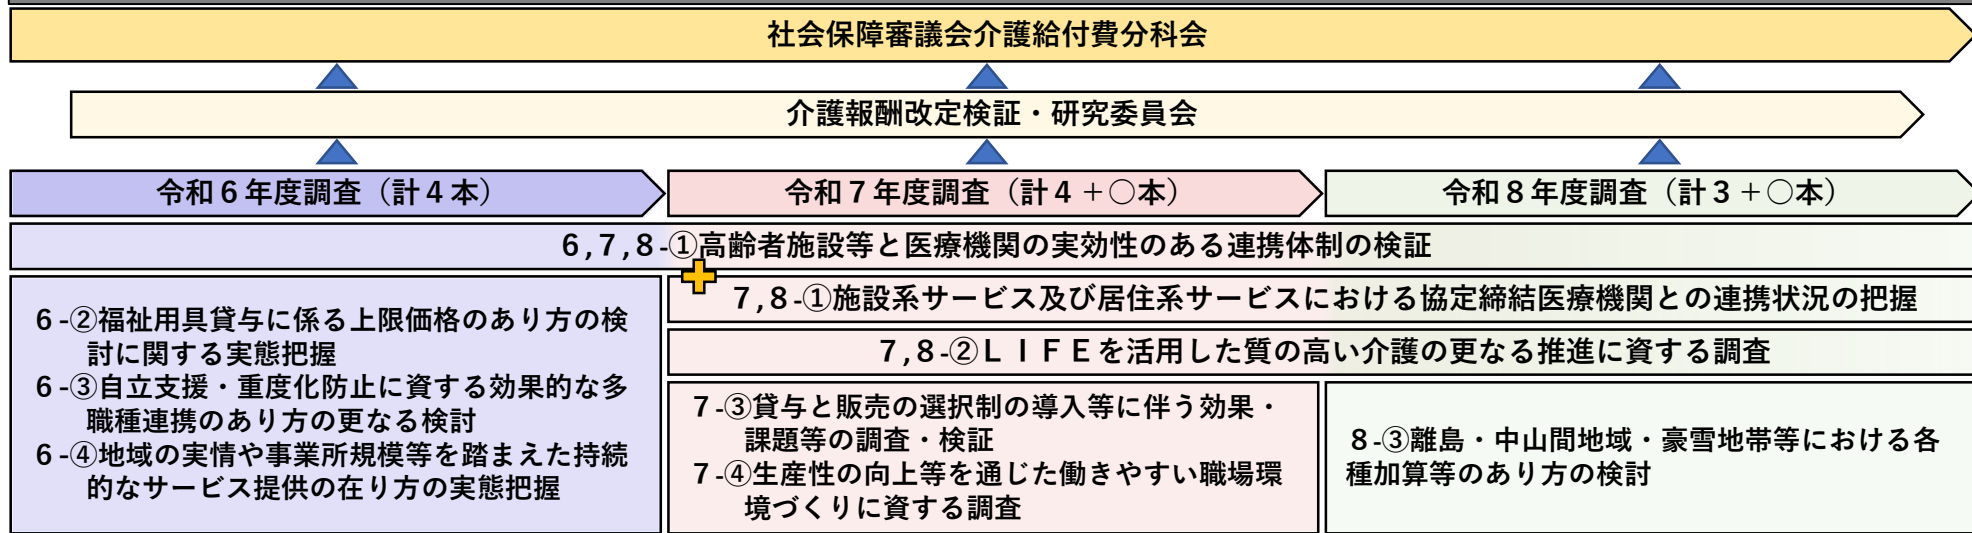 社会保障審議会介護給付費分科会
介護報酬改定検証・研究委員会
令和６年度調査（計４本）
令和７年度調査（計４＋○本）
令和８年度調査（計３＋○本）
６,７,８-①高齢者施設等と医療機関の実効性のある連携体制の検証
７,８-①施設系サービス及び居住系サービスにおける協定締結医療機関との連携状況の把握
７,８-②ＬＩＦＥを活用した質の高い介護の更なる推進に資する調査
６-②福祉用具貸与に係る上限価格のあり方の検
討に関する実態把握
６-③自立支援・重度化防止に資する効果的な多
職種連携のあり方の更なる検討
６-④地域の実情や事業所規模等を踏まえた持続
的なサービス提供の在り方の実態把握
７-③貸与と販売の選択制の導入等に伴う効果・
課題等の調査・検証
７-④生産性の向上等を通じた働きやすい職場環
境づくりに資する調査
８-③離島・中山間地域・豪雪地帯等における各
種加算等のあり方の検討